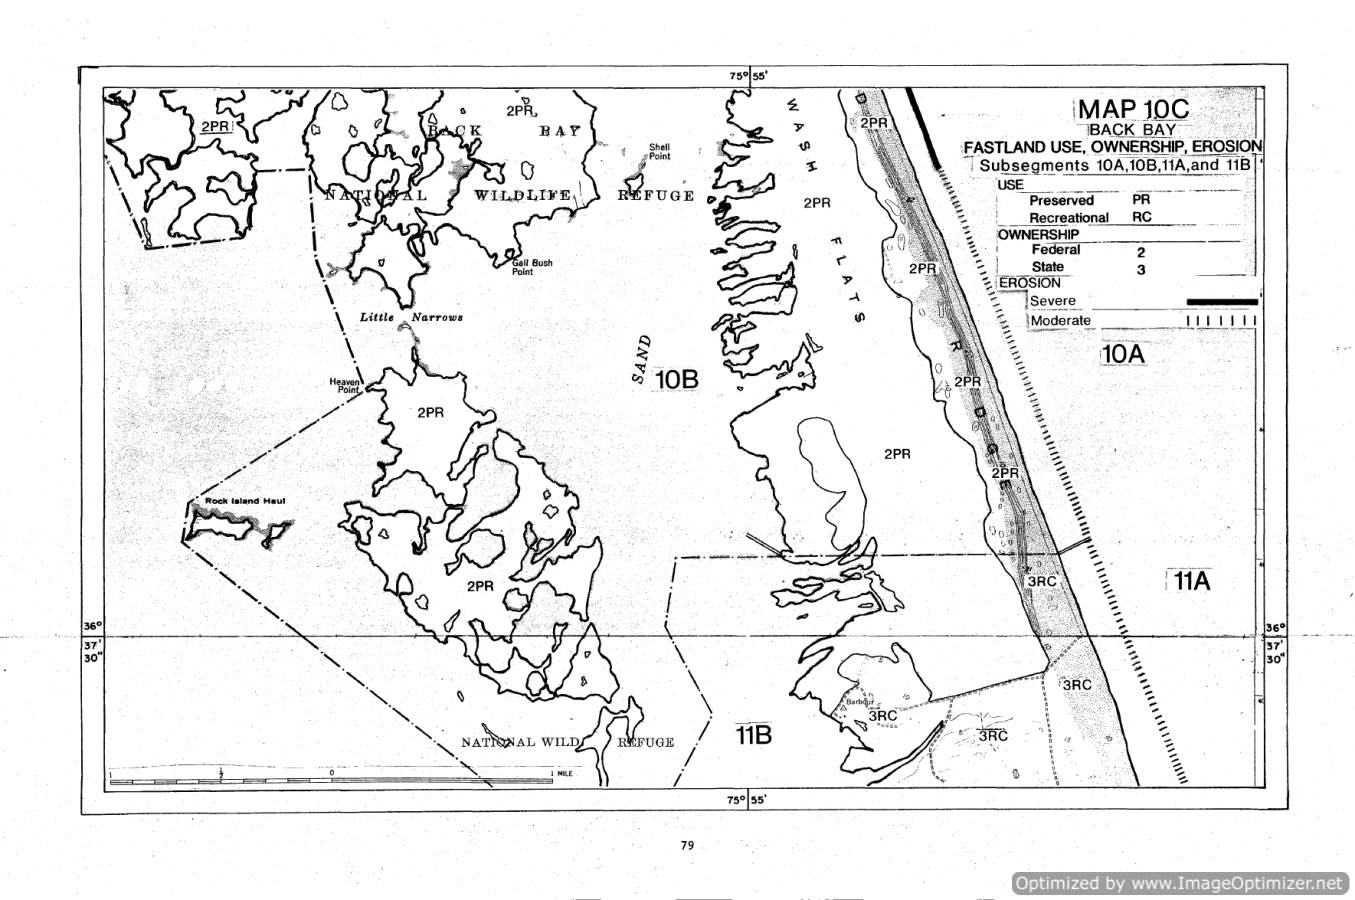 75° 55'
MAP 10C
BACK BAY
FASTLAND USE, OWNERSHIP, EROSION
Subsegments 10A,10B,11A,and 11B
USE
Preserved PR
Recreational RC
OWNERSHIP
Federal 2
State 3
EROSION
Severe
Moderate
2PR
2PR
2PR
BACK BAY
WASH FLATS
Shell
Point
NATIONAL WILDLIFE REFUGE
2PR
Gall Bush
Point
2PR
Little Narrows
SAND
R
10A
Heaven
Point
10B
2PR
2PR
2PR
2PR
Rock Island Haul
2PR
3RC
11A
36°
37'
30"
36°
37'
30"
3RC
Barbour
3RC
3RC
11B
NATIONAL WILD REFUGE
1 ½ 0 1 MILE
75° 55'
79
Optimized by www.ImageOptimizer.net